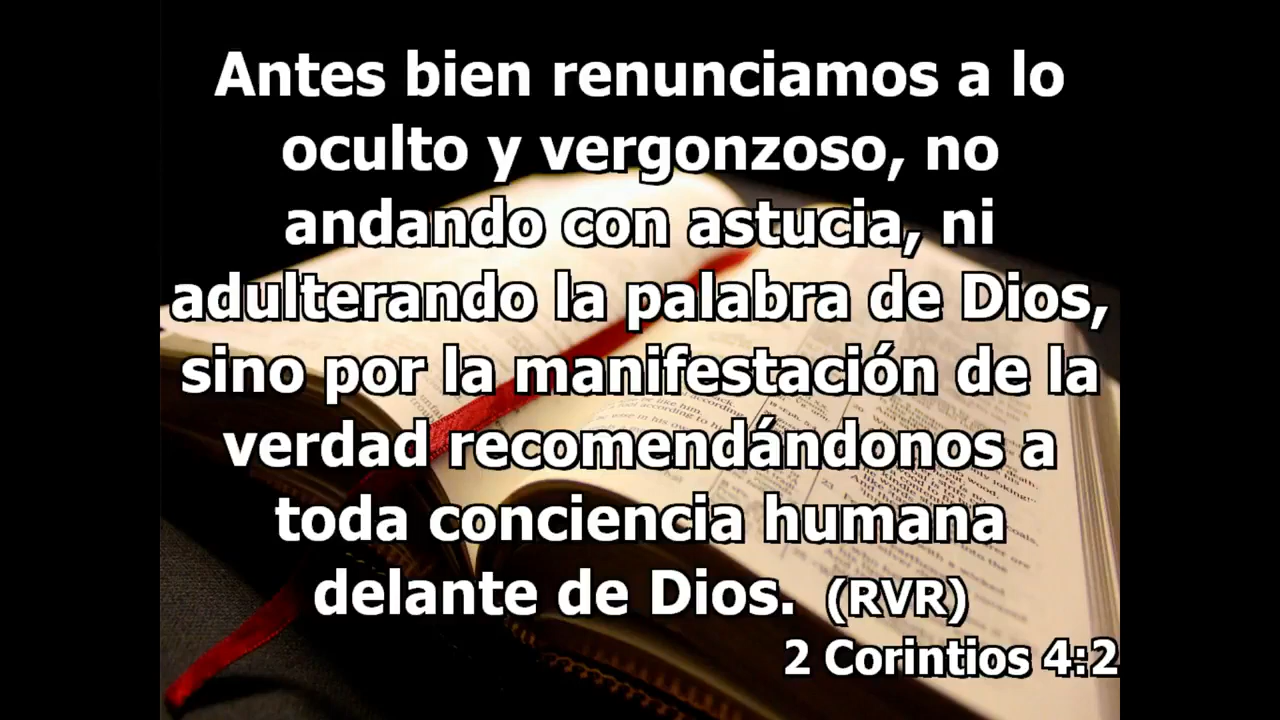 Antes bien renunciamos a lo
oculto y vergonzoso, no
andando con astucia, ni
adulterando la palabra de Dios,
sino por la manifestación de la
verdad recomendándonos a
toda conciencia humana
delante de Dios. (RVR)
2 Corintios 4:2